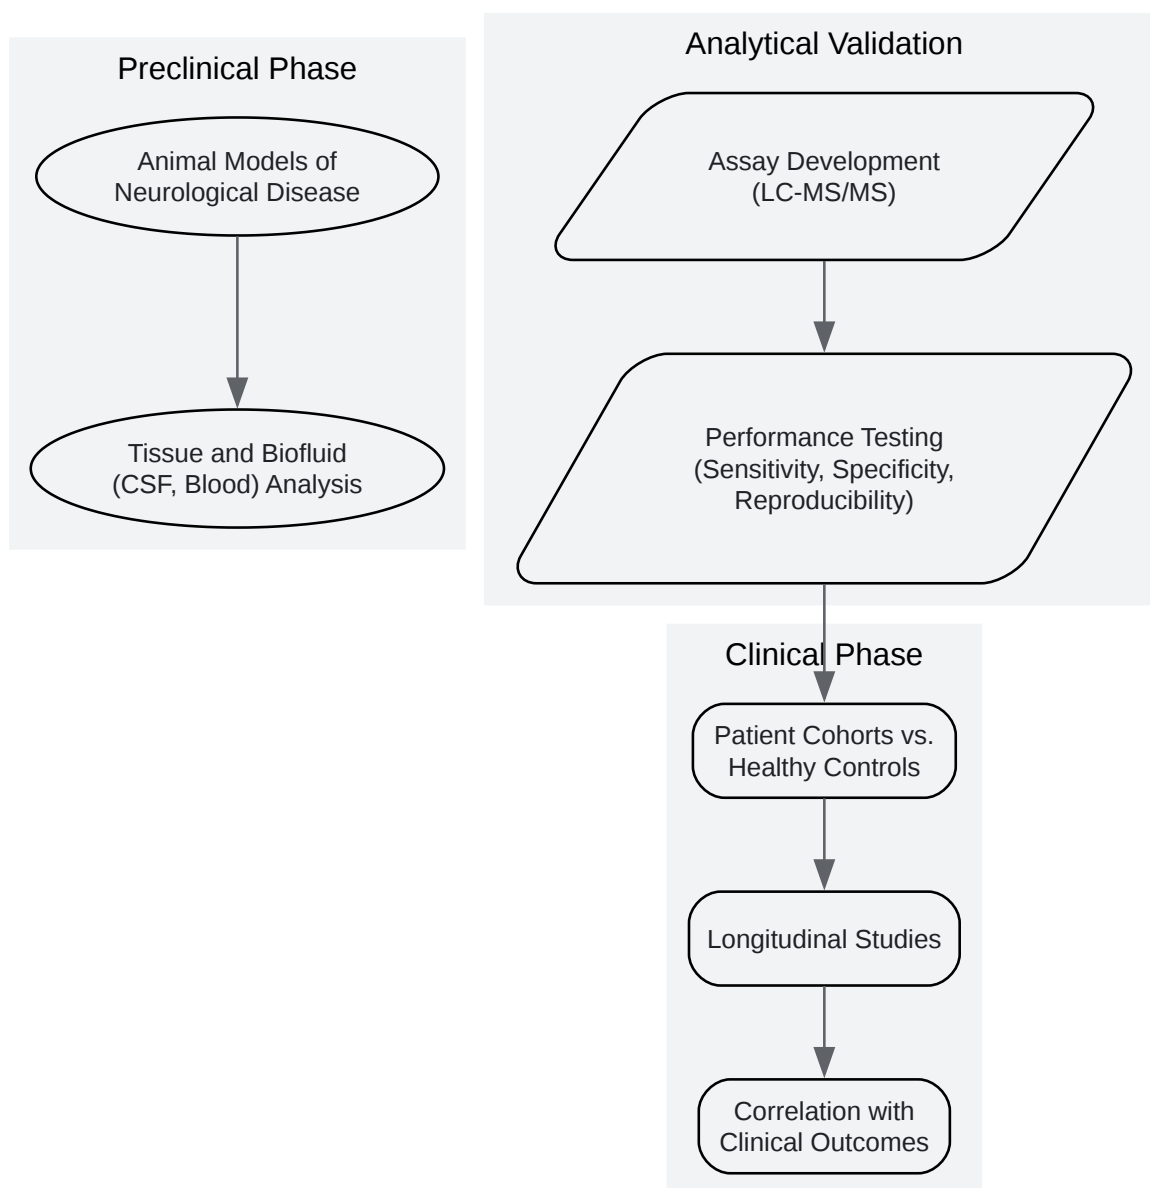 Preclinical Phase
Animal Models of
Neurological Disease
Tissue and Biofluid
(CSF, Blood) Analysis
Analytical Validation
Assay Development
(LC-MS/MS)
Performance Testing
(Sensitivity, Specificity,
Reproducibility)
Clinical Phase
Patient Cohorts vs.
Healthy Controls
Longitudinal Studies
Correlation with
Clinical Outcomes